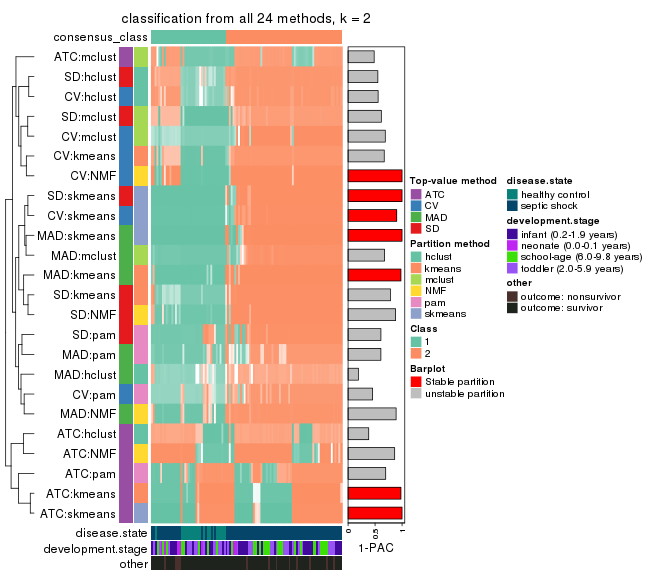 classification from all 24 methods, k = 2
consensus_class
ATC:mclust
SD:hclust
CV:hclust
SD:mclust
CV:mclust
CV:kmeans
CV:NMF
SD:skmeans
CV:skmeans
MAD:skmeans
MAD:mclust
MAD:kmeans
SD:kmeans
SD:NMF
SD:pam
MAD:pam
MAD:hclust
CV:pam
MAD:NMF
ATC:hclust
ATC:NMF
ATC:pam
ATC:kmeans
ATC:skmeans
disease.state
development.stage
other
0
0.5
1
1-PAC
Top-value method
ATC
CV
MAD
SD
Partition method
hclust
kmeans
mclust
NMF
pam
skmeans
Class
1
2
Barplot
Stable partition
unstable partition
disease.state
healthy control
septic shock
development.stage
infant (0.2-1.9 years)
neonate (0.0-0.1 years)
school-age (6.0-9.8 years)
toddler (2.0-5.9 years)
other
outcome: nonsurvivor
outcome: survivor